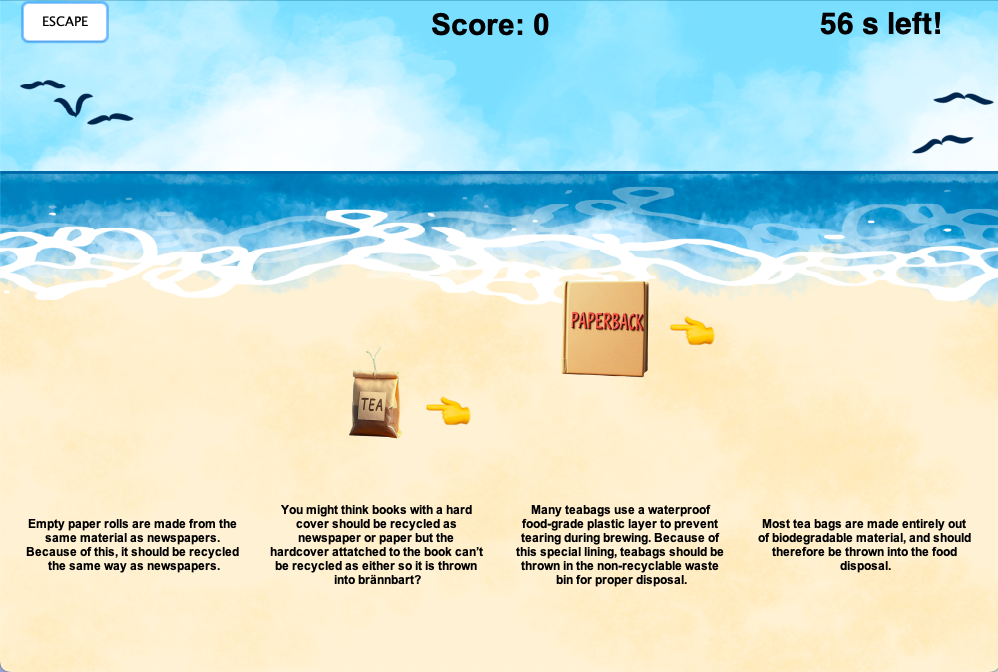 ESCAPE
Score: 0
56 s left!
PAPERBACK
TEA
Empty paper rolls are made from the
same material as newspapers.
Because of this, it should be recycled
the same way as newspapers.
You might think books with a hard
cover should be recycled as
newspaper or paper but the
hardcover attatched to the book can't
be recycled as either so it is thrown
into brännbart?
Many teabags use a waterproof
food-grade plastic layer to prevent
tearing during brewing. Because of
this special lining, teabags should be
thrown in the non-recyclable waste
bin for proper disposal.
Most tea bags are made entirely out
of biodegradable material, and should
therefore be thrown into the food
disposal.